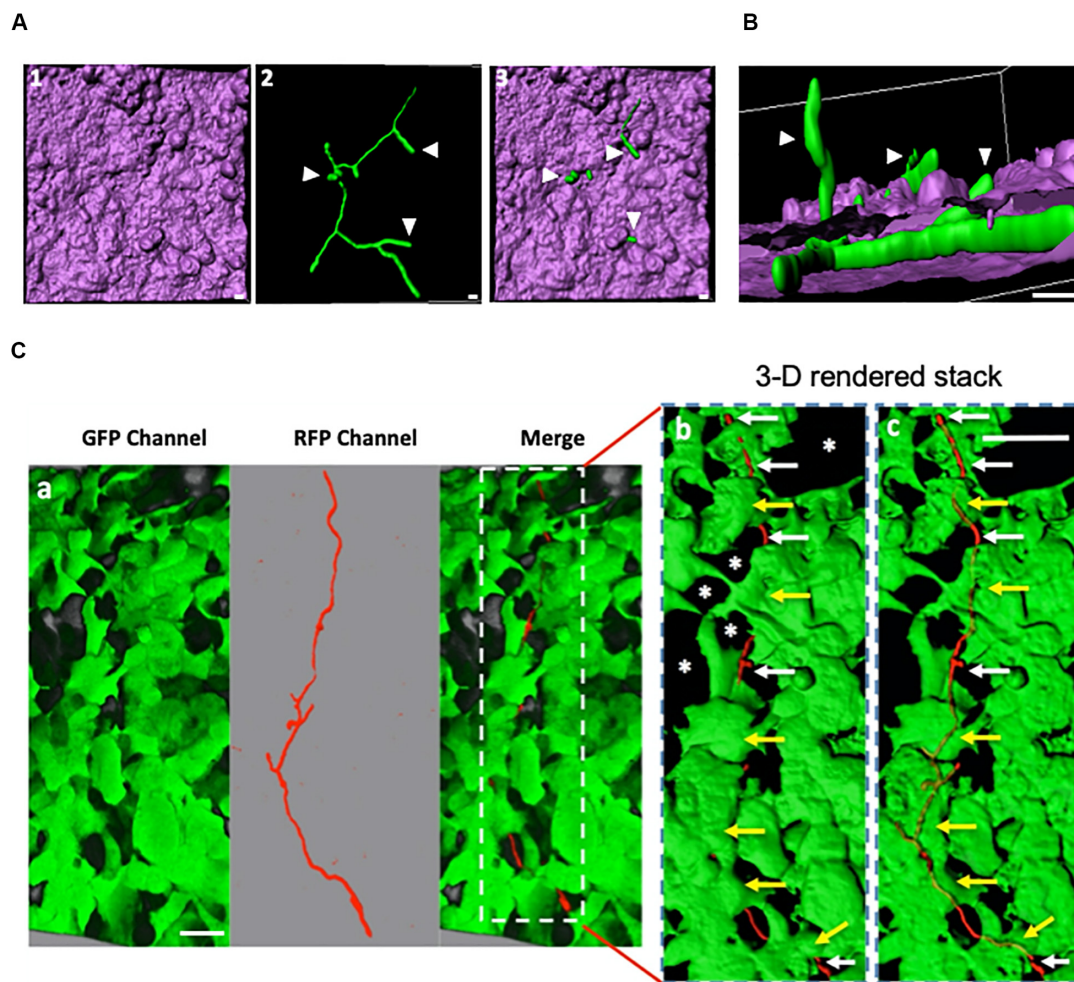 A
B
1
2
3
C
3-D rendered stack
GFP Channel
RFP Channel
Merge
a
b
c
* * * * *